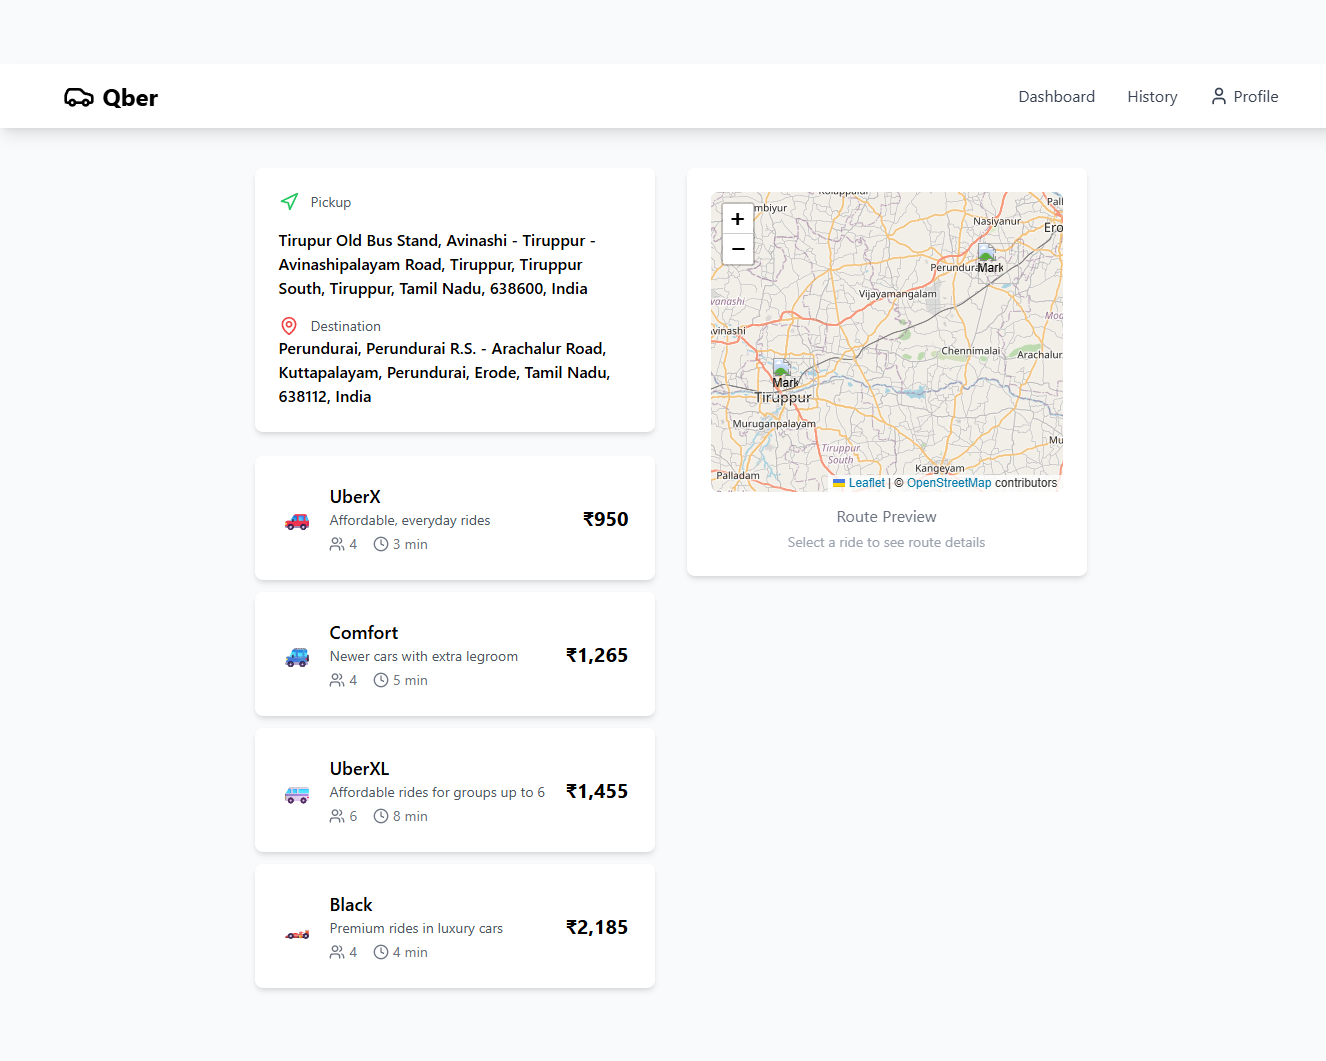 Qber
Dashboard
History
Profile
Pickup
Tirupur Old Bus Stand, Avinashi - Tiruppur -
Avinashipalayam Road, Tiruppur, Tiruppur
South, Tiruppur, Tamil Nadu, 638600, India
Destination
Perundurai, Perundurai R.S. - Arachalur Road,
Kuttapalayam, Perundurai, Erode, Tamil Nadu,
638112, India
UberX
Affordable, everyday rides
4 3 min
₹950
Comfort
Newer cars with extra legroom
4 5 min
₹1,265
UberXL
Affordable rides for groups up to 6
6 8 min
₹1,455
Black
Premium rides in luxury cars
4 4 min
₹2,185
+
−
mbiyur
Pall
Nasiyanur
Ero
Perundura
Mark
Vijayamangalam
vanashi
Moc
vinashi
Chennimalai
Arachalur
Mark
Tiruppur
Muruganpalayam
Tiruppur
South
Mu
Kangeyam
Palladam
Leaflet | © OpenStreetMap contributors
Route Preview
Select a ride to see route details